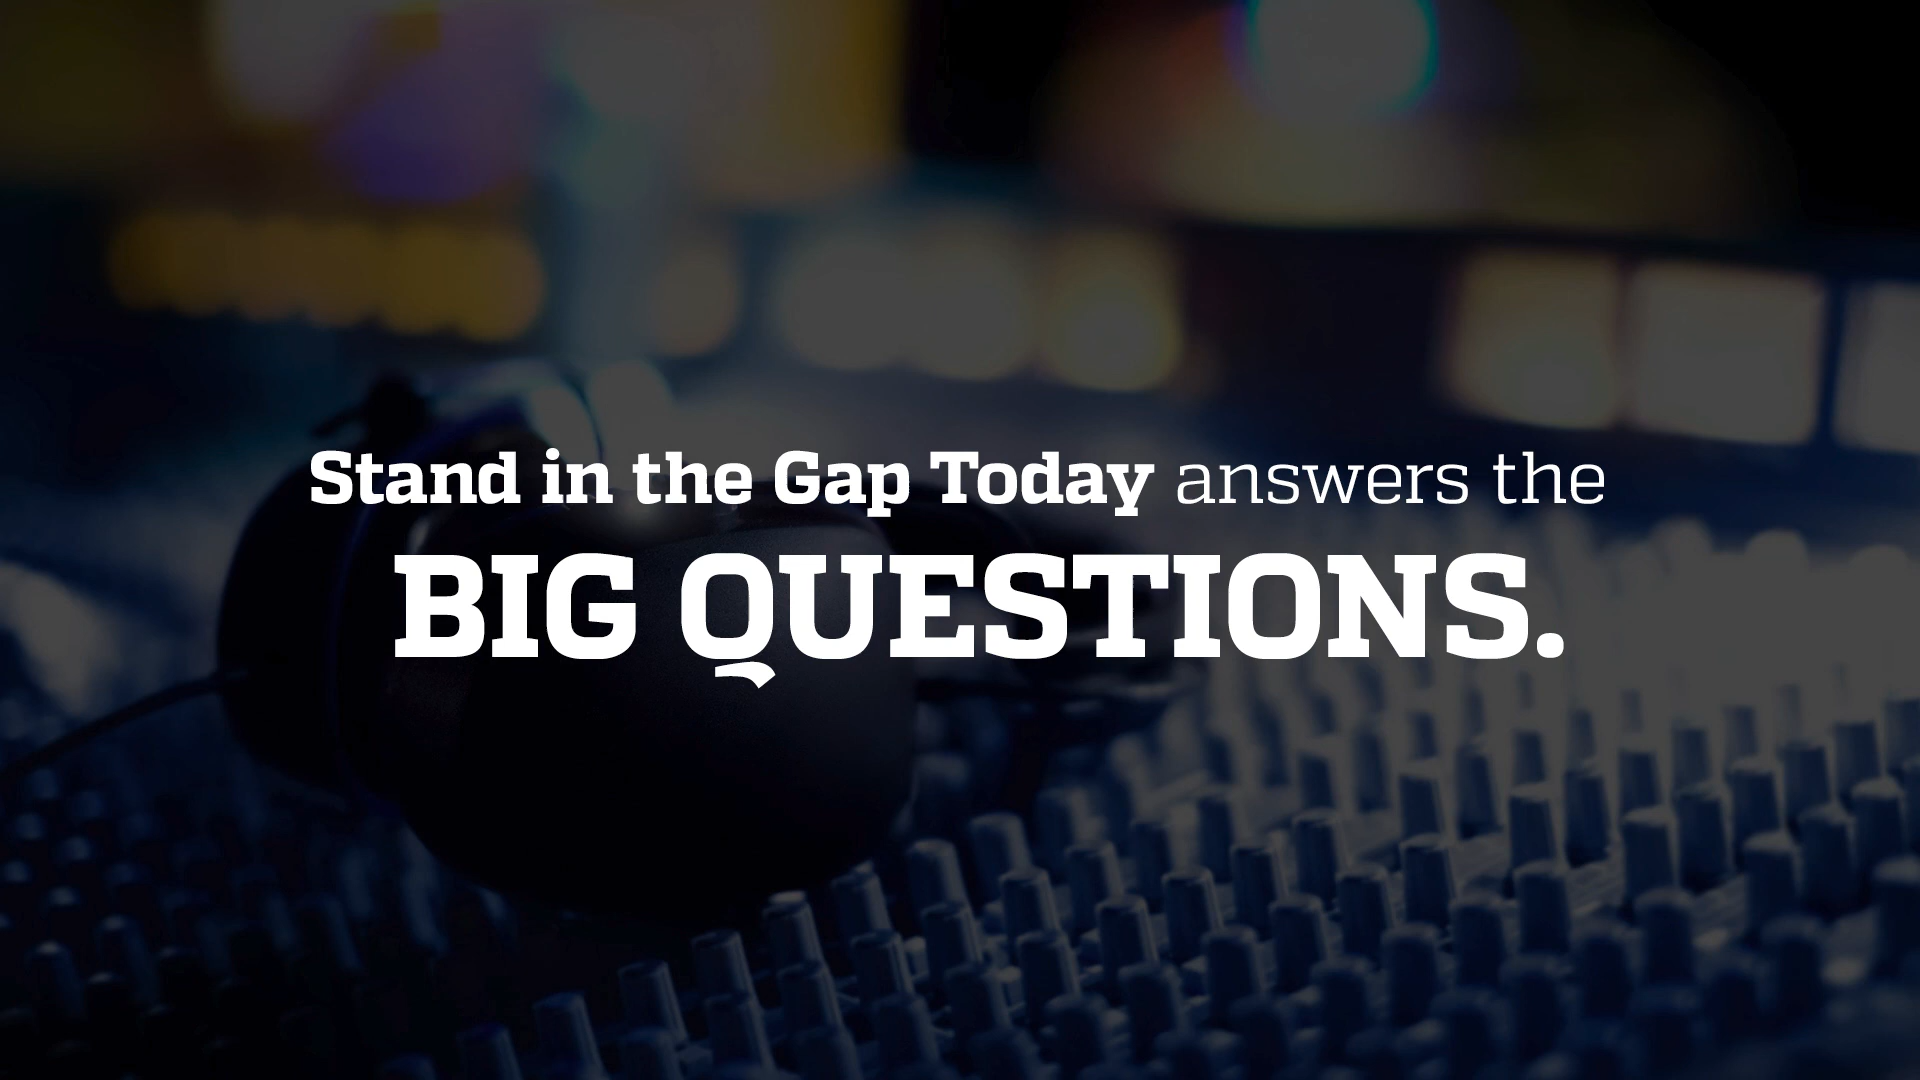 Stand in the Gap Today answers the
BIG QUESTIONS.